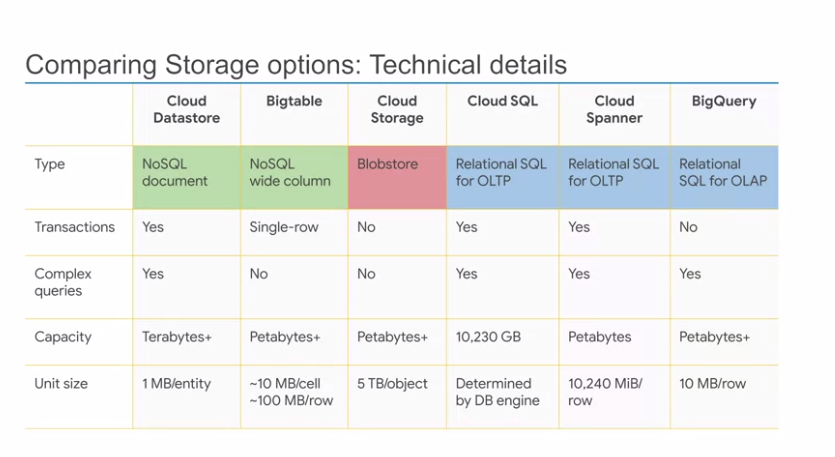 Comparing Storage options: Technical details
Cloud Datastore Bigtable Cloud Storage Cloud SQL Cloud Spanner BigQuery
Type NoSQL document NoSQL wide column Blobstore Relational SQL for OLTP Relational SQL for OLTP Relational SQL for OLAP
Transactions Yes Single-row No Yes Yes No
Complex queries Yes No No Yes Yes Yes
Capacity Terabytes+ Petabytes+ Petabytes+ 10,230 GB Petabytes Petabytes+
Unit size 1 MB/entity ~10 MB/cell ~100 MB/row 5 TB/object Determined by DB engine 10,240 MiB/ row 10 MB/row